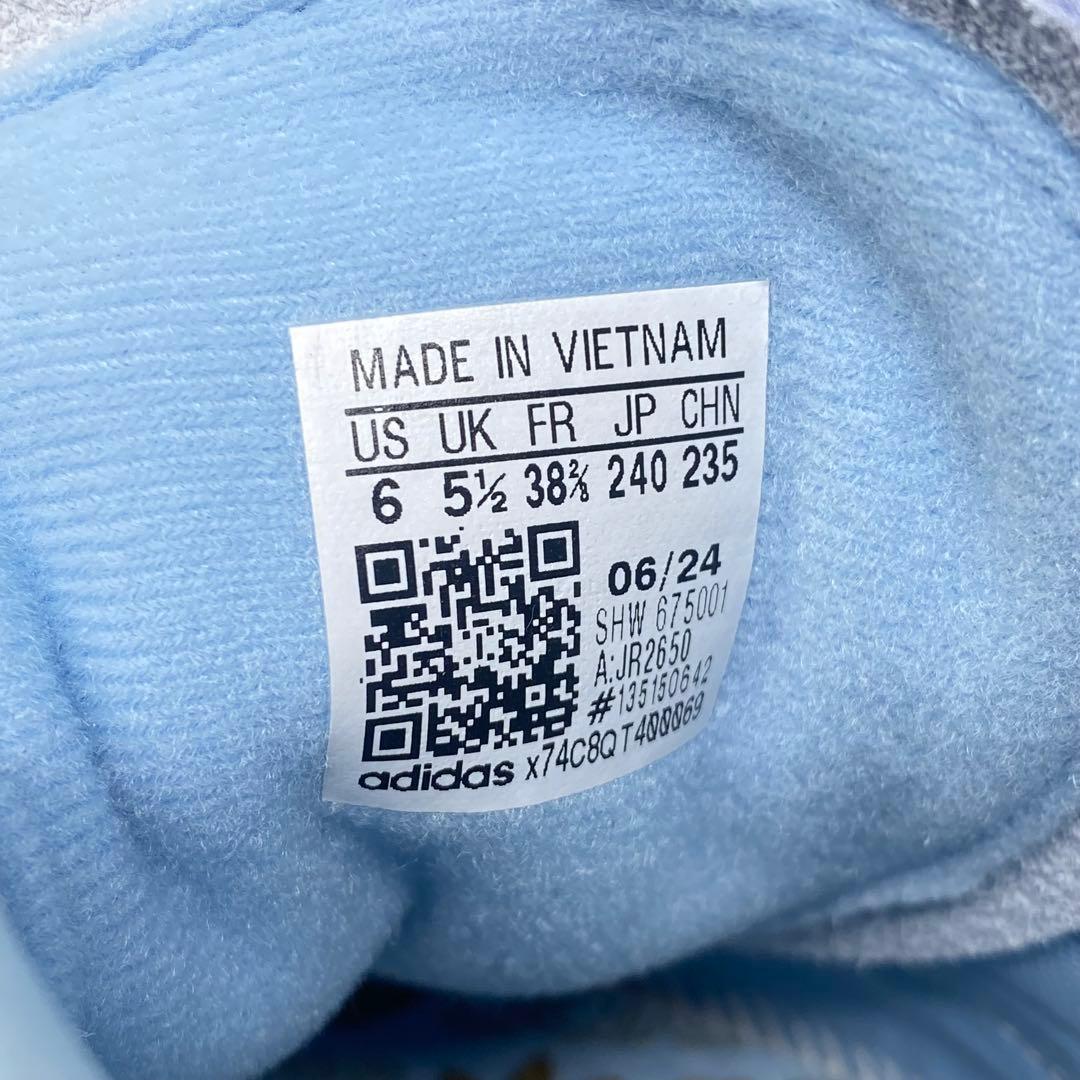 MADE IN VIETNAM
US UK FR JP CHN
6 5½ 38⅔ 240 235
06/24
SHW 675001
A:JR2650
#135150642
adidas x74C8QT400069